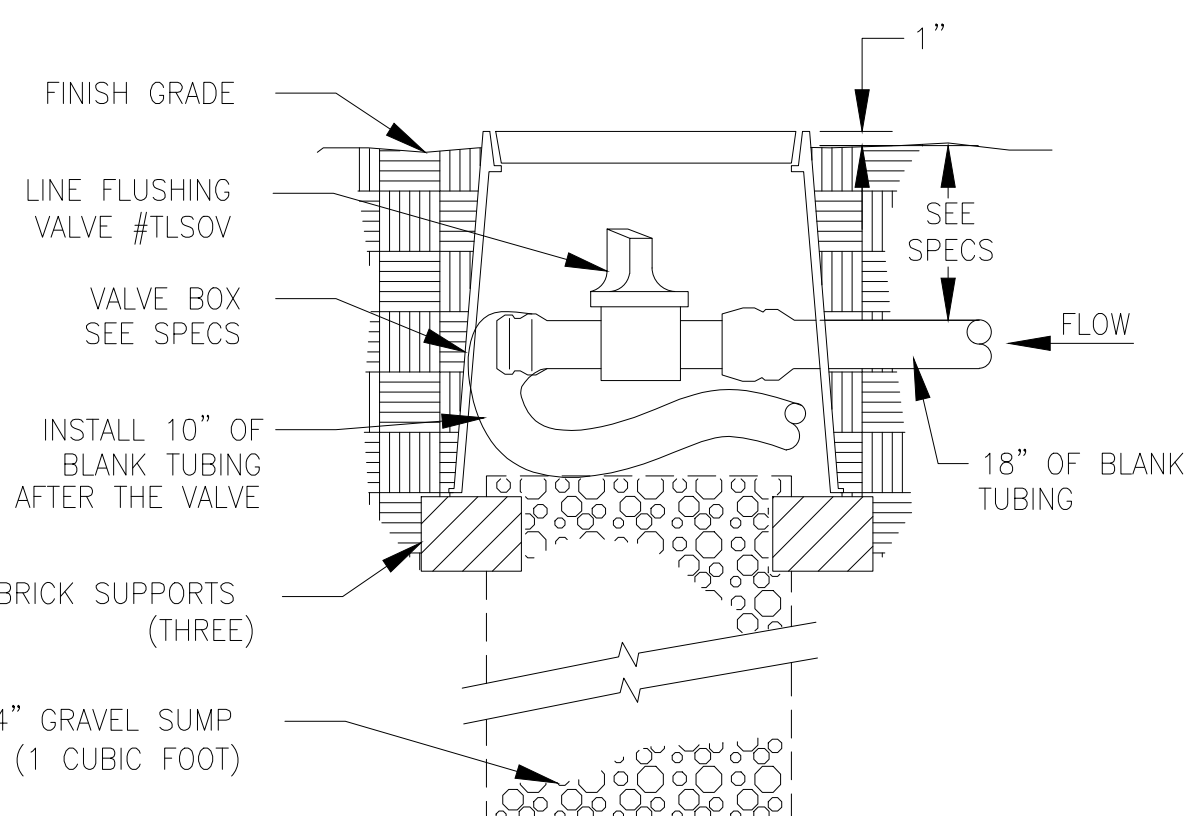 1”
FINISH GRADE
LINE FLUSHING
VALVE #TLSOV
SEE
SPECS
VALVE BOX
SEE SPECS
FLOW
INSTALL 10” OF
BLANK TUBING
AFTER THE VALVE
18” OF BLANK
TUBING
BRICK SUPPORTS
(THREE)
4” GRAVEL SUMP
(1 CUBIC FOOT)